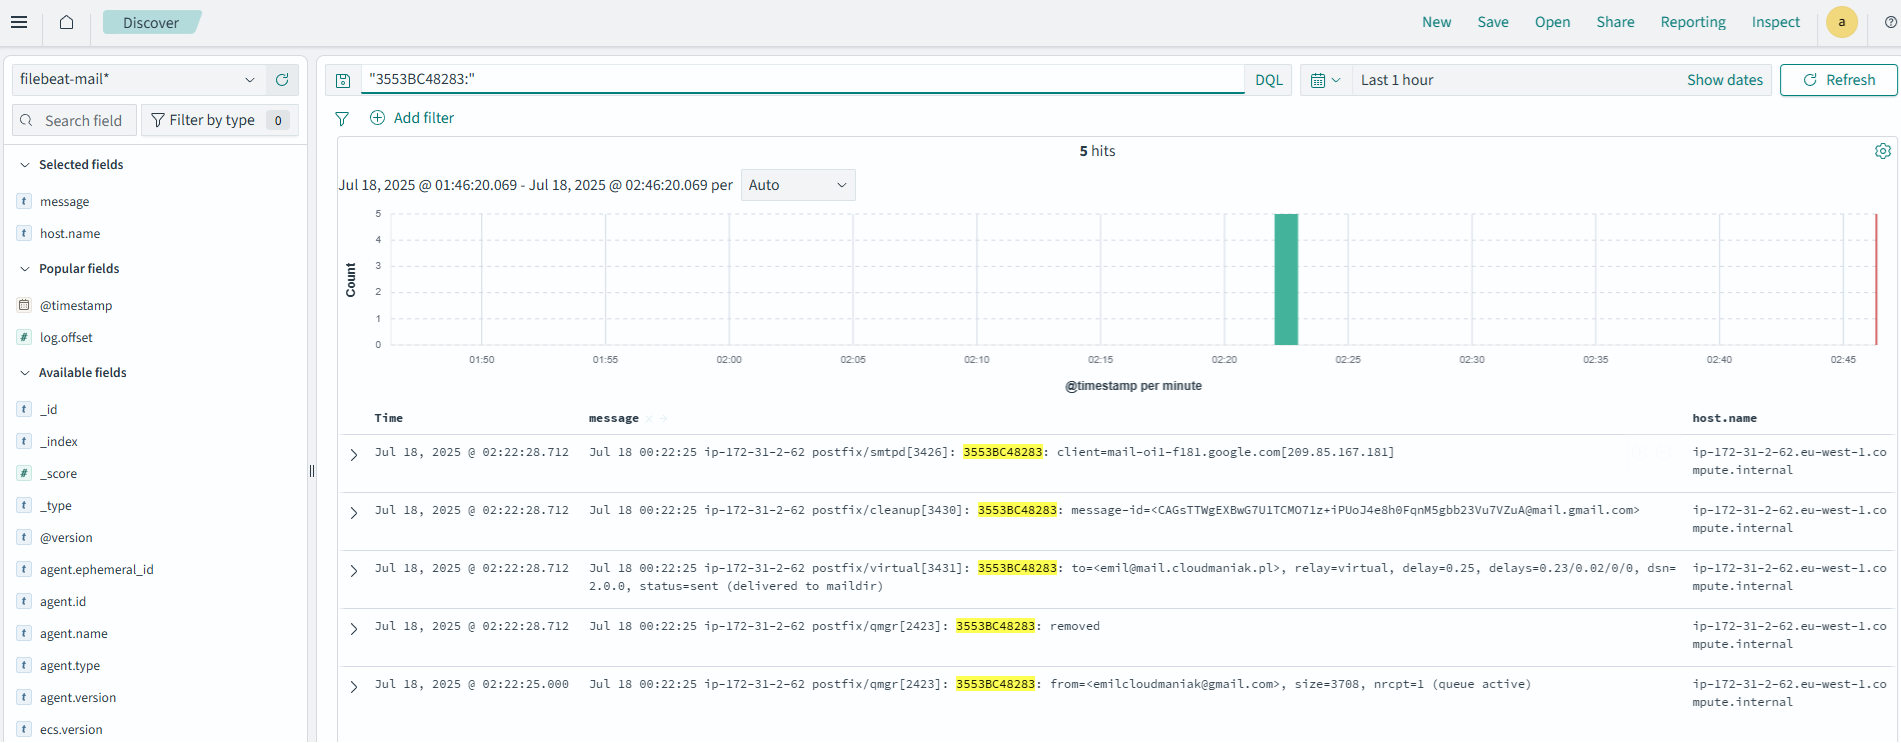 Discover
New Save Open Share Reporting Inspect a
filebeat-mail*
"3553BC48283:" DQL Last 1 hour Show dates Refresh
Search field Filter by type 0
Add filter
Selected fields
message
host.name
Popular fields
@timestamp
log.offset
Available fields
_id
_index
_score
_type
@version
agent.ephemeral_id
agent.id
agent.name
agent.type
agent.version
ecs.version
5 hits
Jul 18, 2025 @ 01:46:20.069 - Jul 18, 2025 @ 02:46:20.069 per Auto
Count
5
4
3
2
1
0
01:50 01:55 02:00 02:05 02:10 02:15 02:20 02:25 02:30 02:35 02:40 02:45
@timestamp per minute
Time message host.name
Jul 18, 2025 @ 02:22:28.712 Jul 18 00:22:25 ip-172-31-2-62 postfix/smtpd[3426]: 3553BC48283: client=mail-oi1-f181.google.com[209.85.167.181] ip-172-31-2-62.eu-west-1.co
mpute.internal
Jul 18, 2025 @ 02:22:28.712 Jul 18 00:22:25 ip-172-31-2-62 postfix/cleanup[3430]: 3553BC48283: message-id=<CAGsTTWgEXBwG7U1TCMO71z+iPUoJ4e8h0FqnM5gbb23Vu7VZuA@mail.gmail.com> ip-172-31-2-62.eu-west-1.co
mpute.internal
Jul 18, 2025 @ 02:22:28.712 Jul 18 00:22:25 ip-172-31-2-62 postfix/virtual[3431]: 3553BC48283: to=<emil@mail.cloudmaniak.pl>, relay=virtual, delay=0.25, delays=0.23/0.02/0/0, dsn= ip-172-31-2-62.eu-west-1.co
2.0.0, status=sent (delivered to maildir) mpute.internal
Jul 18, 2025 @ 02:22:28.712 Jul 18 00:22:25 ip-172-31-2-62 postfix/qmgr[2423]: 3553BC48283: removed ip-172-31-2-62.eu-west-1.co
mpute.internal
Jul 18, 2025 @ 02:22:25.000 Jul 18 00:22:25 ip-172-31-2-62 postfix/qmgr[2423]: 3553BC48283: from=<emilcloudmaniak@gmail.com>, size=3708, nrcpt=1 (queue active) ip-172-31-2-62.eu-west-1.co
mpute.internal